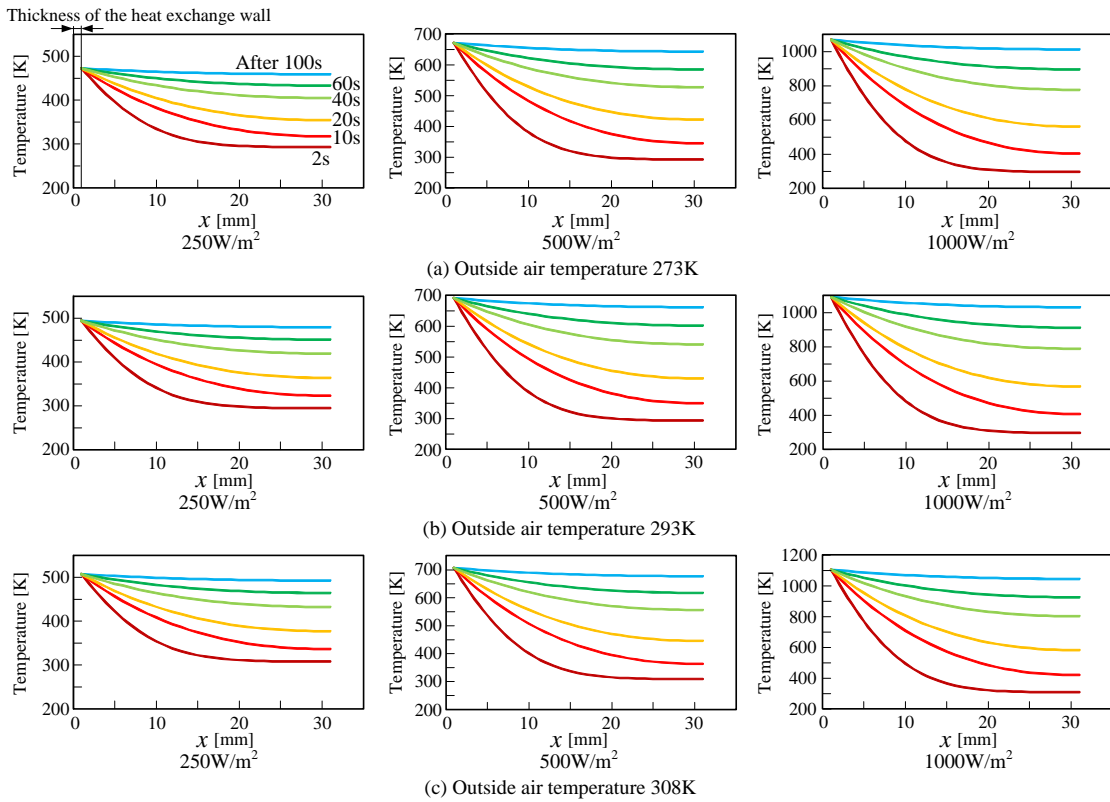 Thickness of the heat exchange wall
Temperature [K]
500
400
300
200
0 10 20 30
After 100s
60s
40s
20s
10s
2s
x [mm]
250W/m²
Temperature [K]
700
600
500
400
300
200
0 10 20 30
x [mm]
500W/m²
Temperature [K]
1000
800
600
400
200
0 10 20 30
x [mm]
1000W/m²
(a) Outside air temperature 273K
Temperature [K]
500
400
300
200
0 10 20 30
x [mm]
250W/m²
Temperature [K]
700
600
500
400
300
200
0 10 20 30
x [mm]
500W/m²
Temperature [K]
1000
800
600
400
200
0 10 20 30
x [mm]
1000W/m²
(b) Outside air temperature 293K
Temperature [K]
500
400
300
200
0 10 20 30
x [mm]
250W/m²
Temperature [K]
700
600
500
400
300
200
0 10 20 30
x [mm]
500W/m²
Temperature [K]
1200
1000
800
600
400
200
0 10 20 30
x [mm]
1000W/m²
(c) Outside air temperature 308K